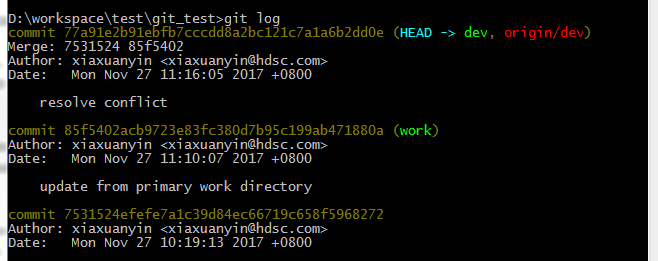 D:\workspace\test\git_test>git log
commit 77a91e2b91ebfb7cccdd8a2bc121c7a1a6b2dd0e (HEAD -> dev, origin/dev)
Merge: 7531524 85f5402
Author: xiaxuanyin <xiaxuanyin@hdsc.com>
Date:   Mon Nov 27 11:16:05 2017 +0800
    resolve conflict
commit 85f5402acb9723e83fc380d7b95c199ab471880a (work)
Author: xiaxuanyin <xiaxuanyin@hdsc.com>
Date:   Mon Nov 27 11:10:07 2017 +0800
    update from primary work directory
commit 7531524efefe7a1c39d84ec66719c658f5968272
Author: xiaxuanyin <xiaxuanyin@hdsc.com>
Date:   Mon Nov 27 10:19:13 2017 +0800